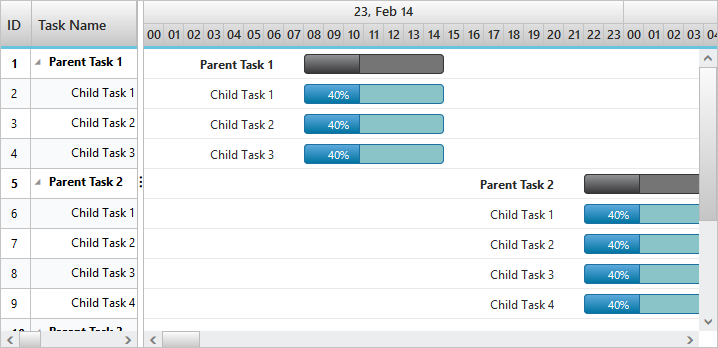 ID Task Name 23, Feb 14
00 01 02 03 04 05 06 07 08 09 10 11 12 13 14 15 16 17 18 19 20 21 22 23 00 01 02 03 04
1 Parent Task 1 Parent Task 1
2 Child Task 1 Child Task 1 40%
3 Child Task 2 Child Task 2 40%
4 Child Task 3 Child Task 3 40%
5 Parent Task 2 Parent Task 2
6 Child Task 1 Child Task 1 40%
7 Child Task 2 Child Task 2 40%
8 Child Task 3 Child Task 3 40%
9 Child Task 4 Child Task 4 40%
10 Parent Task 3